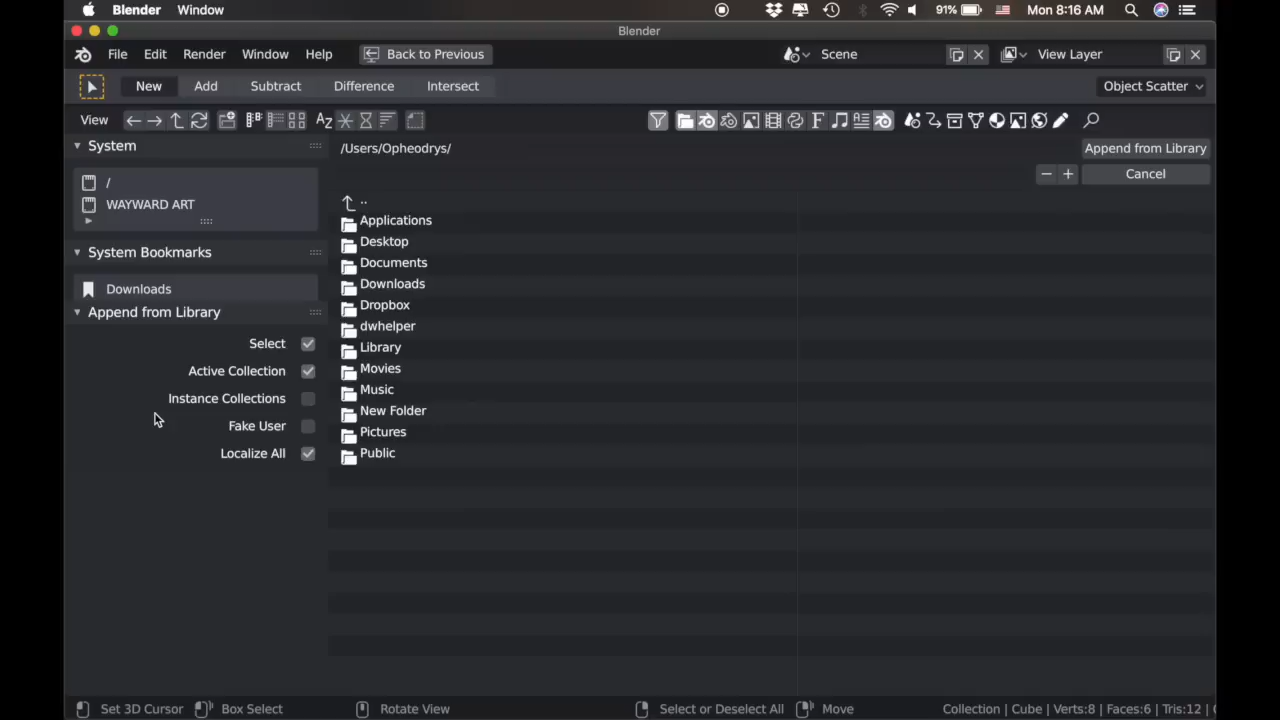 Blender Window 91% Mon 8:16 AM
Blender
File Edit Render Window Help Back to Previous Scene View Layer
New Add Subtract Difference Intersect Object Scatter
View
System
/
WAYWARD ART
System Bookmarks
Downloads
Append from Library
Select
Active Collection
Instance Collections
Fake User
Localize All
/Users/Opheodrys/ Append from Library
Cancel
..
Applications
Desktop
Documents
Downloads
Dropbox
dwhelper
Library
Movies
Music
New Folder
Pictures
Public
Set 3D Cursor Box Select Rotate View Select or Deselect All Move Collection | Cube | Verts:8 | Faces:6 | Tris:12 |